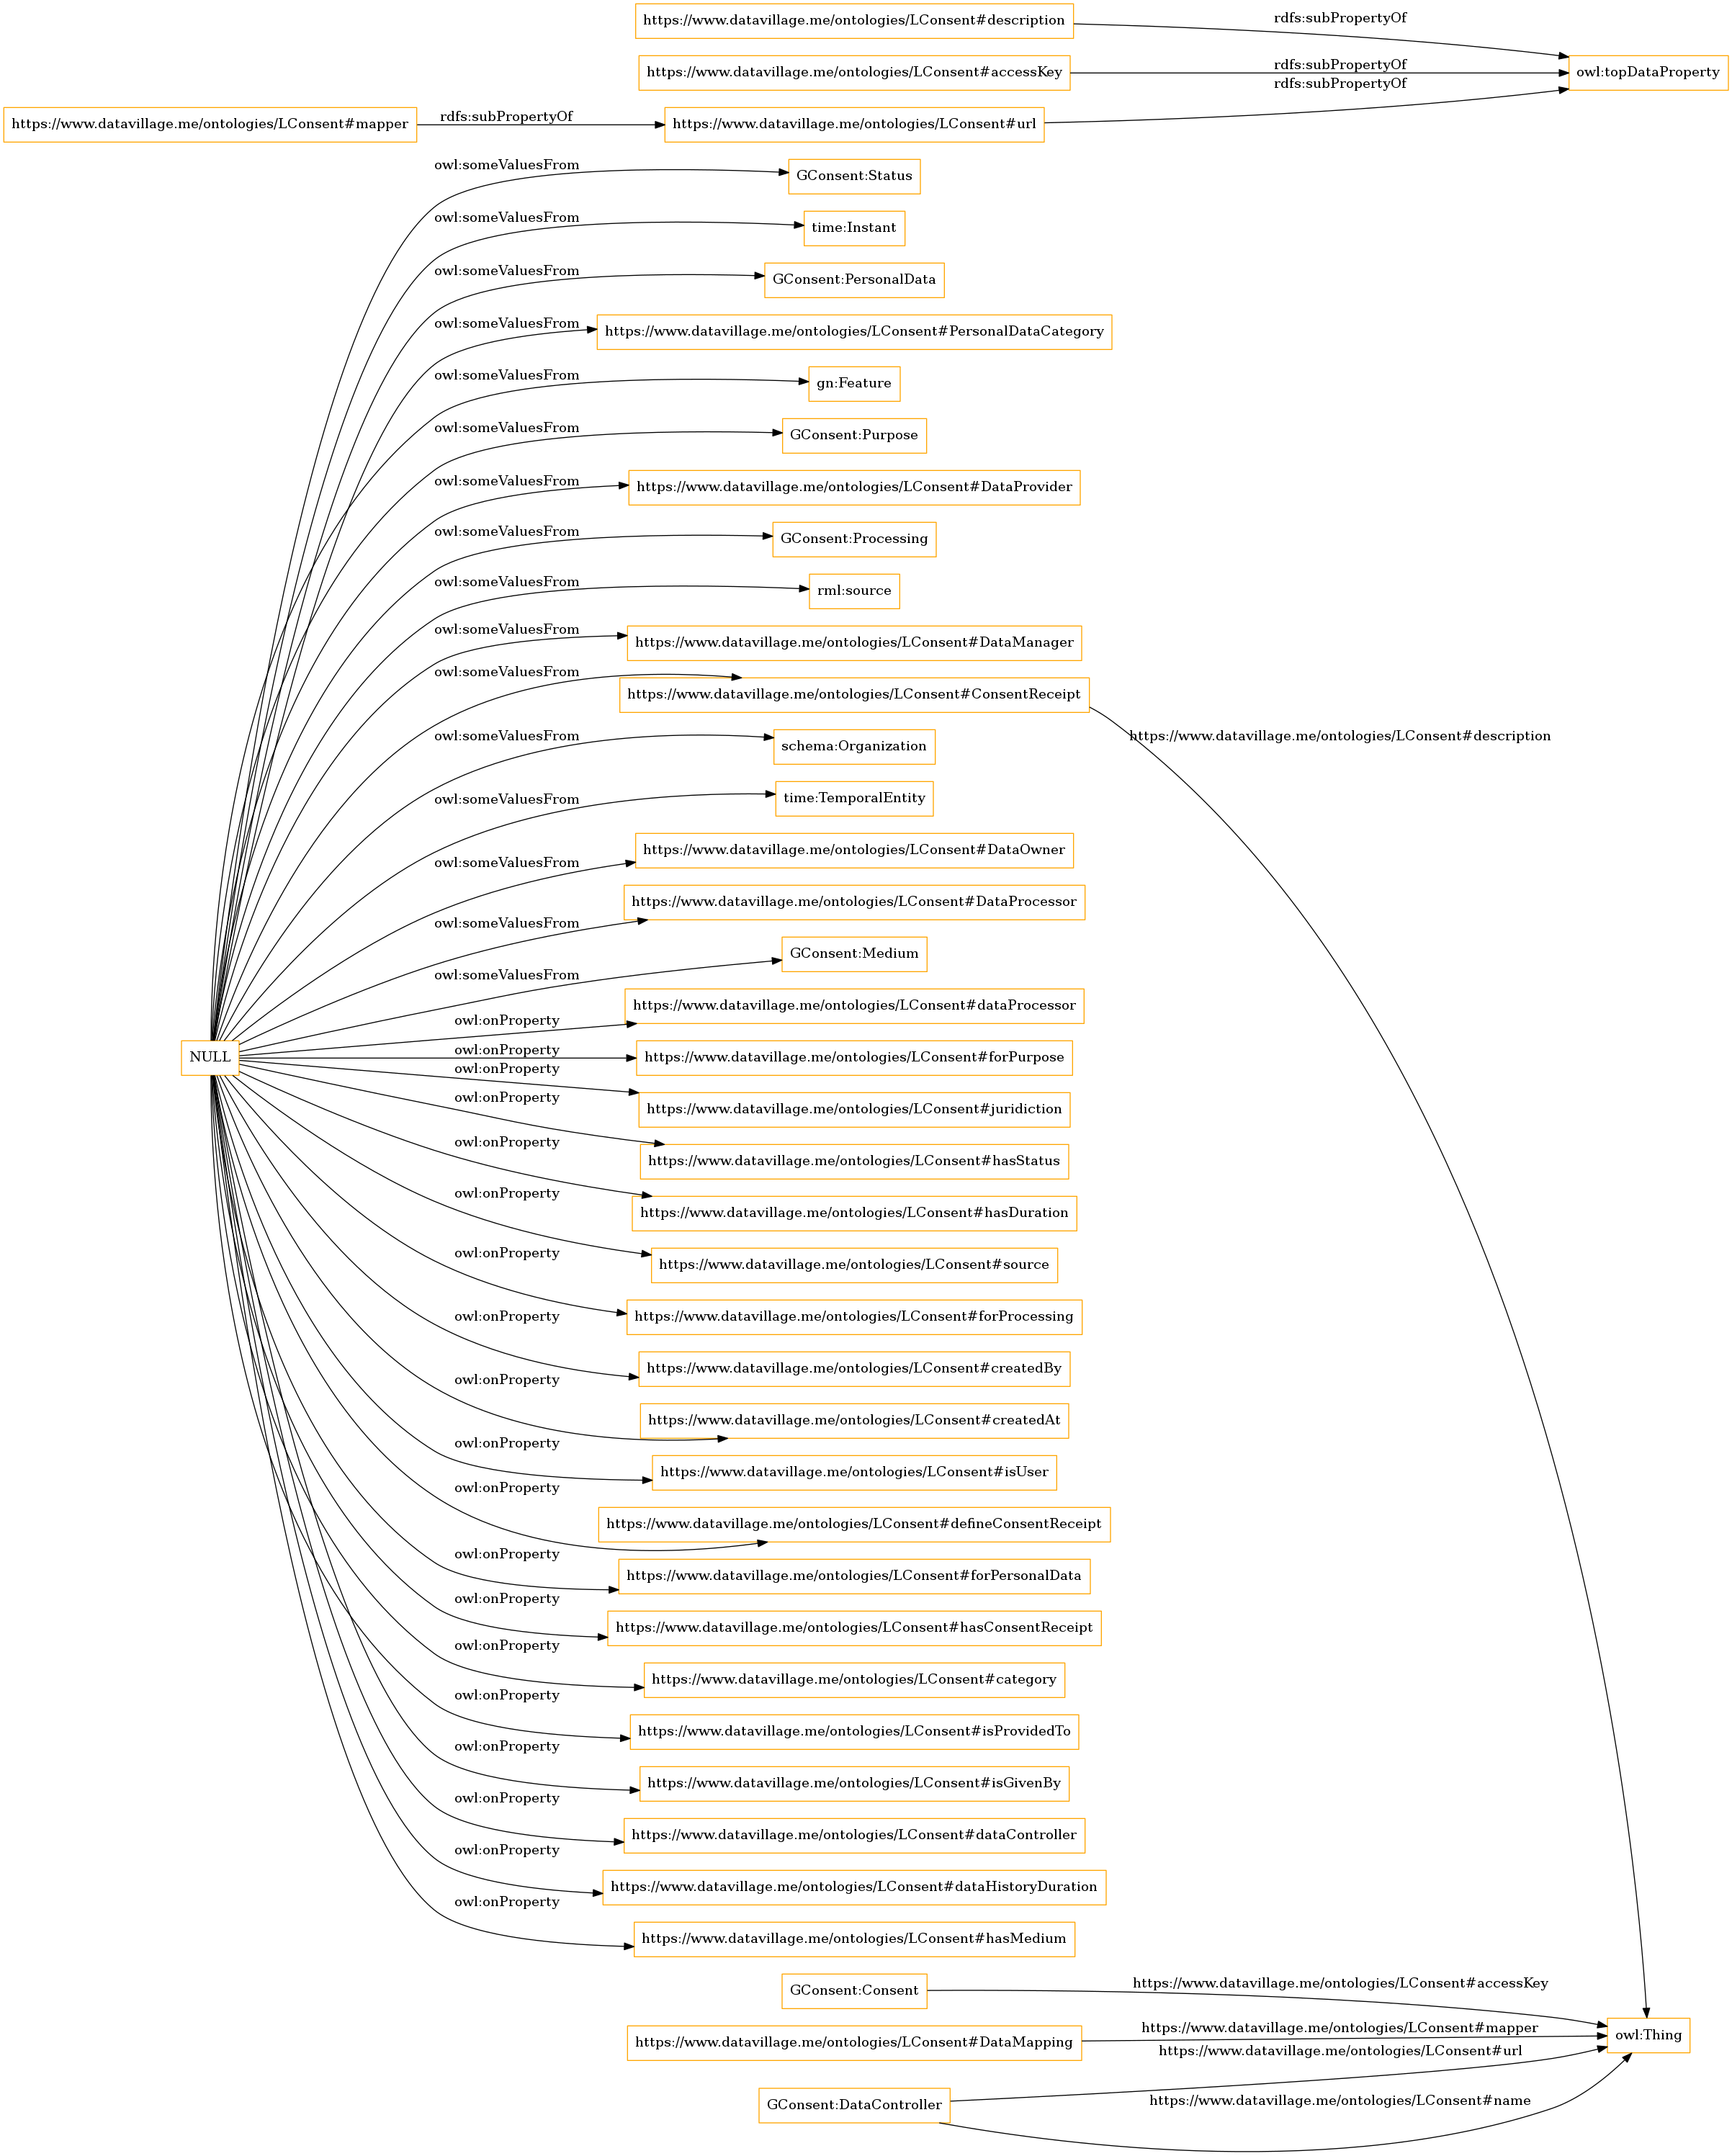 https://www.datavillage.me/ontologies/LConsent#description
rdfs:subPropertyOf
https://www.datavillage.me/ontologies/LConsent#accessKey
rdfs:subPropertyOf
owl:topDataProperty
rdfs:subPropertyOf
https://www.datavillage.me/ontologies/LConsent#mapper
rdfs:subPropertyOf
https://www.datavillage.me/ontologies/LConsent#url
owl:someValuesFrom
GConsent:Status
owl:someValuesFrom
time:Instant
owl:someValuesFrom
GConsent:PersonalData
owl:someValuesFrom
https://www.datavillage.me/ontologies/LConsent#PersonalDataCategory
owl:someValuesFrom
gn:Feature
owl:someValuesFrom
GConsent:Purpose
owl:someValuesFrom
https://www.datavillage.me/ontologies/LConsent#DataProvider
owl:someValuesFrom
GConsent:Processing
owl:someValuesFrom
rml:source
owl:someValuesFrom
https://www.datavillage.me/ontologies/LConsent#DataManager
owl:someValuesFrom
https://www.datavillage.me/ontologies/LConsent#ConsentReceipt
https://www.datavillage.me/ontologies/LConsent#description
owl:someValuesFrom
schema:Organization
owl:someValuesFrom
time:TemporalEntity
owl:someValuesFrom
https://www.datavillage.me/ontologies/LConsent#DataOwner
owl:someValuesFrom
https://www.datavillage.me/ontologies/LConsent#DataProcessor
owl:someValuesFrom
GConsent:Medium
NULL
owl:onProperty
https://www.datavillage.me/ontologies/LConsent#dataProcessor
owl:onProperty
https://www.datavillage.me/ontologies/LConsent#forPurpose
owl:onProperty
https://www.datavillage.me/ontologies/LConsent#juridiction
owl:onProperty
https://www.datavillage.me/ontologies/LConsent#hasStatus
owl:onProperty
https://www.datavillage.me/ontologies/LConsent#hasDuration
owl:onProperty
https://www.datavillage.me/ontologies/LConsent#source
owl:onProperty
https://www.datavillage.me/ontologies/LConsent#forProcessing
owl:onProperty
https://www.datavillage.me/ontologies/LConsent#createdBy
owl:onProperty
https://www.datavillage.me/ontologies/LConsent#createdAt
owl:onProperty
https://www.datavillage.me/ontologies/LConsent#isUser
owl:onProperty
https://www.datavillage.me/ontologies/LConsent#defineConsentReceipt
owl:onProperty
https://www.datavillage.me/ontologies/LConsent#forPersonalData
owl:onProperty
https://www.datavillage.me/ontologies/LConsent#hasConsentReceipt
owl:onProperty
https://www.datavillage.me/ontologies/LConsent#category
owl:onProperty
https://www.datavillage.me/ontologies/LConsent#isProvidedTo
owl:onProperty
https://www.datavillage.me/ontologies/LConsent#isGivenBy
owl:onProperty
https://www.datavillage.me/ontologies/LConsent#dataController
owl:onProperty
https://www.datavillage.me/ontologies/LConsent#dataHistoryDuration
owl:onProperty
https://www.datavillage.me/ontologies/LConsent#hasMedium
GConsent:Consent
https://www.datavillage.me/ontologies/LConsent#accessKey
https://www.datavillage.me/ontologies/LConsent#DataMapping
https://www.datavillage.me/ontologies/LConsent#mapper
owl:Thing
https://www.datavillage.me/ontologies/LConsent#url
GConsent:DataController
https://www.datavillage.me/ontologies/LConsent#name